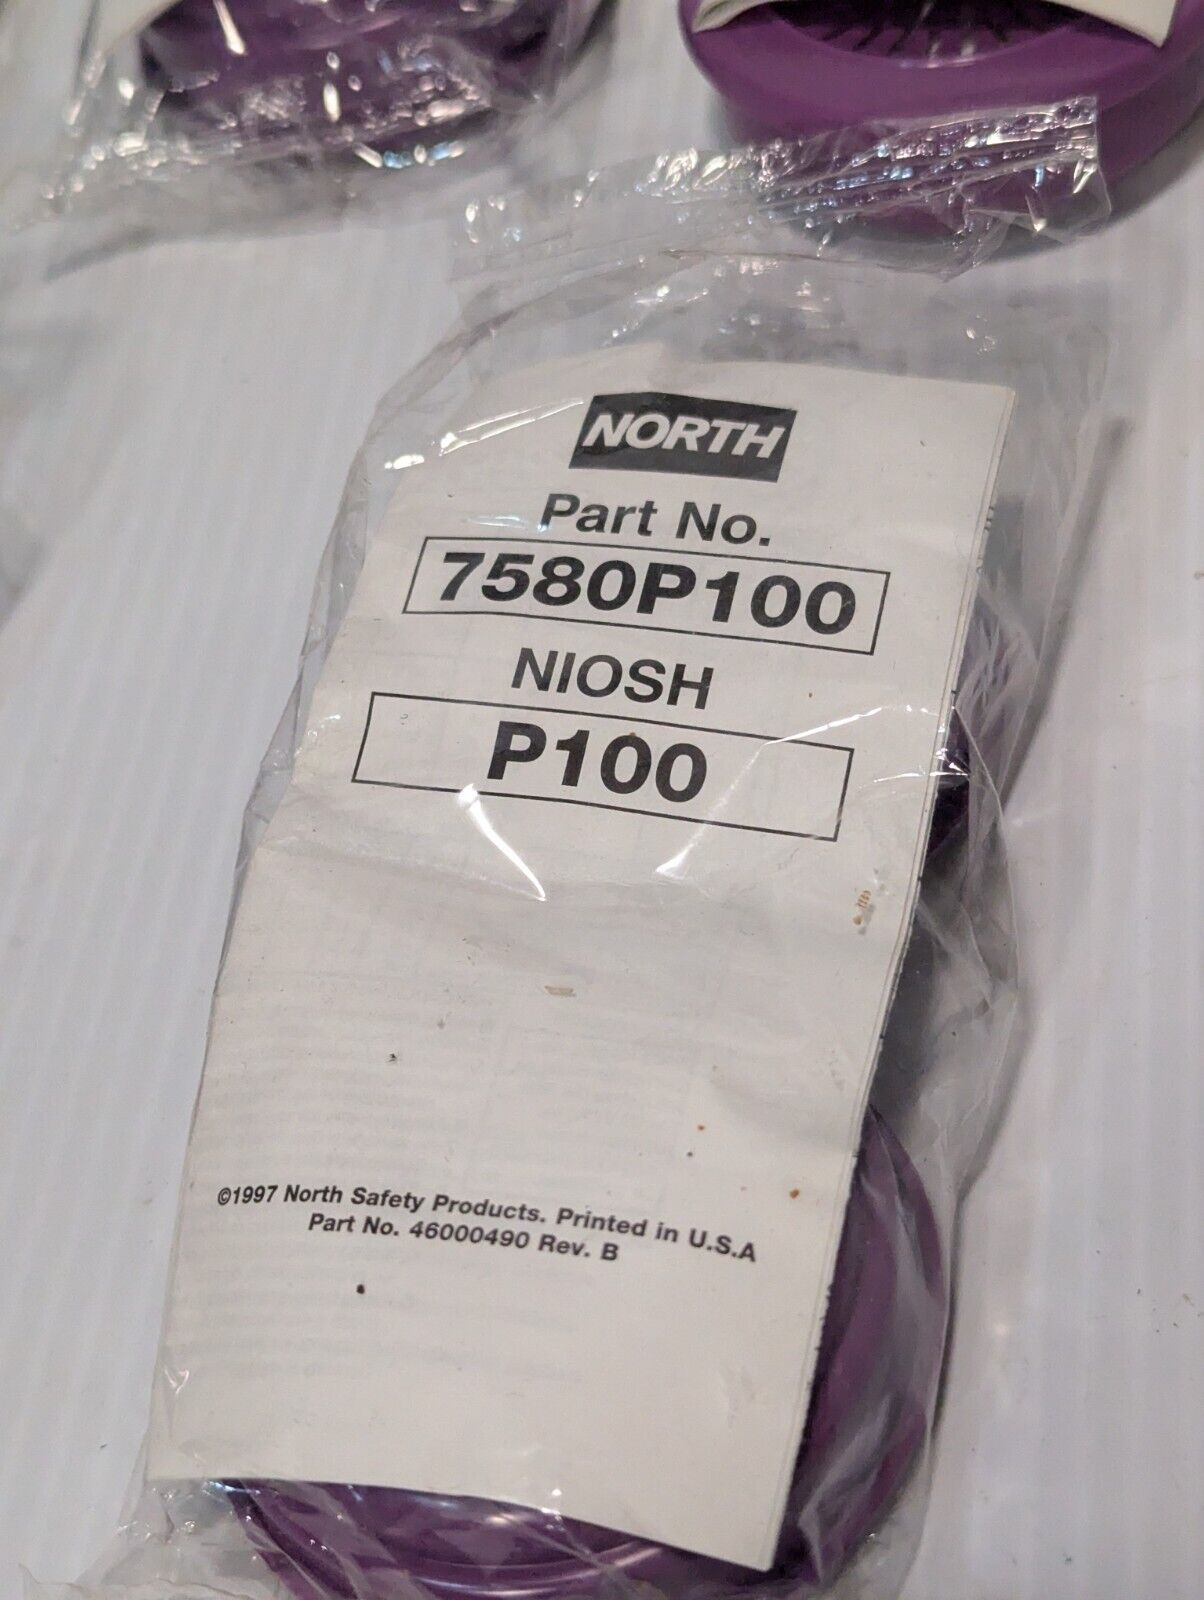 NORTH
Part No.
7580P100
NIOSH
P100
©1997 North Safety Products. Printed in U.S.A
Part No. 46000490 Rev. B